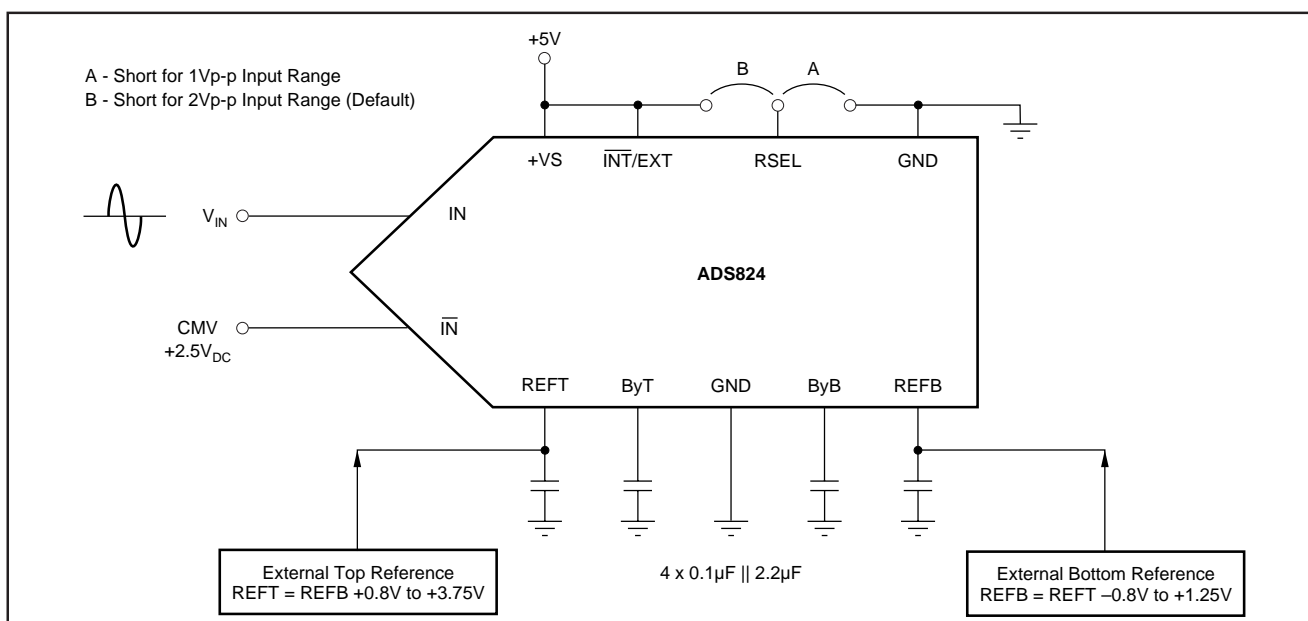 +5V
A - Short for 1Vp-p Input Range
B - Short for 2Vp-p Input Range (Default)
B
A
+VS
INT/EXT
RSEL
GND
VIN
IN
ADS824
CMV
+2.5VDC
IN
REFT
ByT
GND
ByB
REFB
External Top Reference
REFT = REFB +0.8V to +3.75V
4 x 0.1µF || 2.2µF
External Bottom Reference
REFB = REFT –0.8V to +1.25V